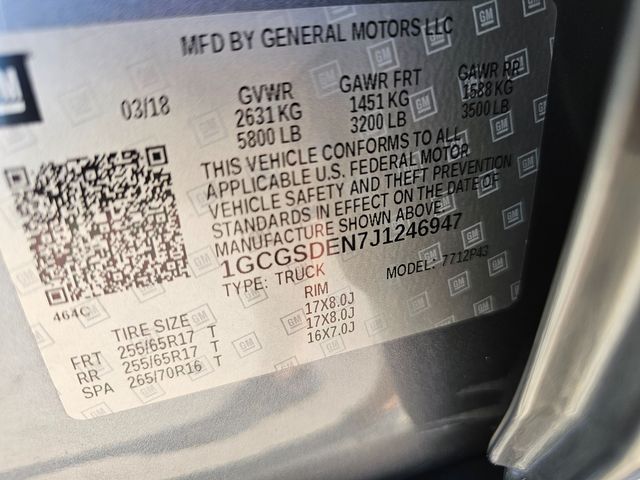 MFD BY GENERAL MOTORS LLC
03/18 GVWR GAWR FRT GAWR RR
2631 KG 1451 KG 1588 KG
5800 LB 3200 LB 3500 LB
THIS VEHICLE CONFORMS TO ALL
APPLICABLE U.S. FEDERAL MOTOR
VEHICLE SAFETY AND THEFT PREVENTION
STANDARDS IN EFFECT ON THE DATE OF
MANUFACTURE SHOWN ABOVE.
1GCGSDEN7J1246947
TYPE: TRUCK MODEL: 7712P43
464C
TIRE SIZE RIM
FRT 255/65R17 T 17X8.0J
RR 255/65R17 T 17X8.0J
SPA 265/70R16 T 16X7.0J